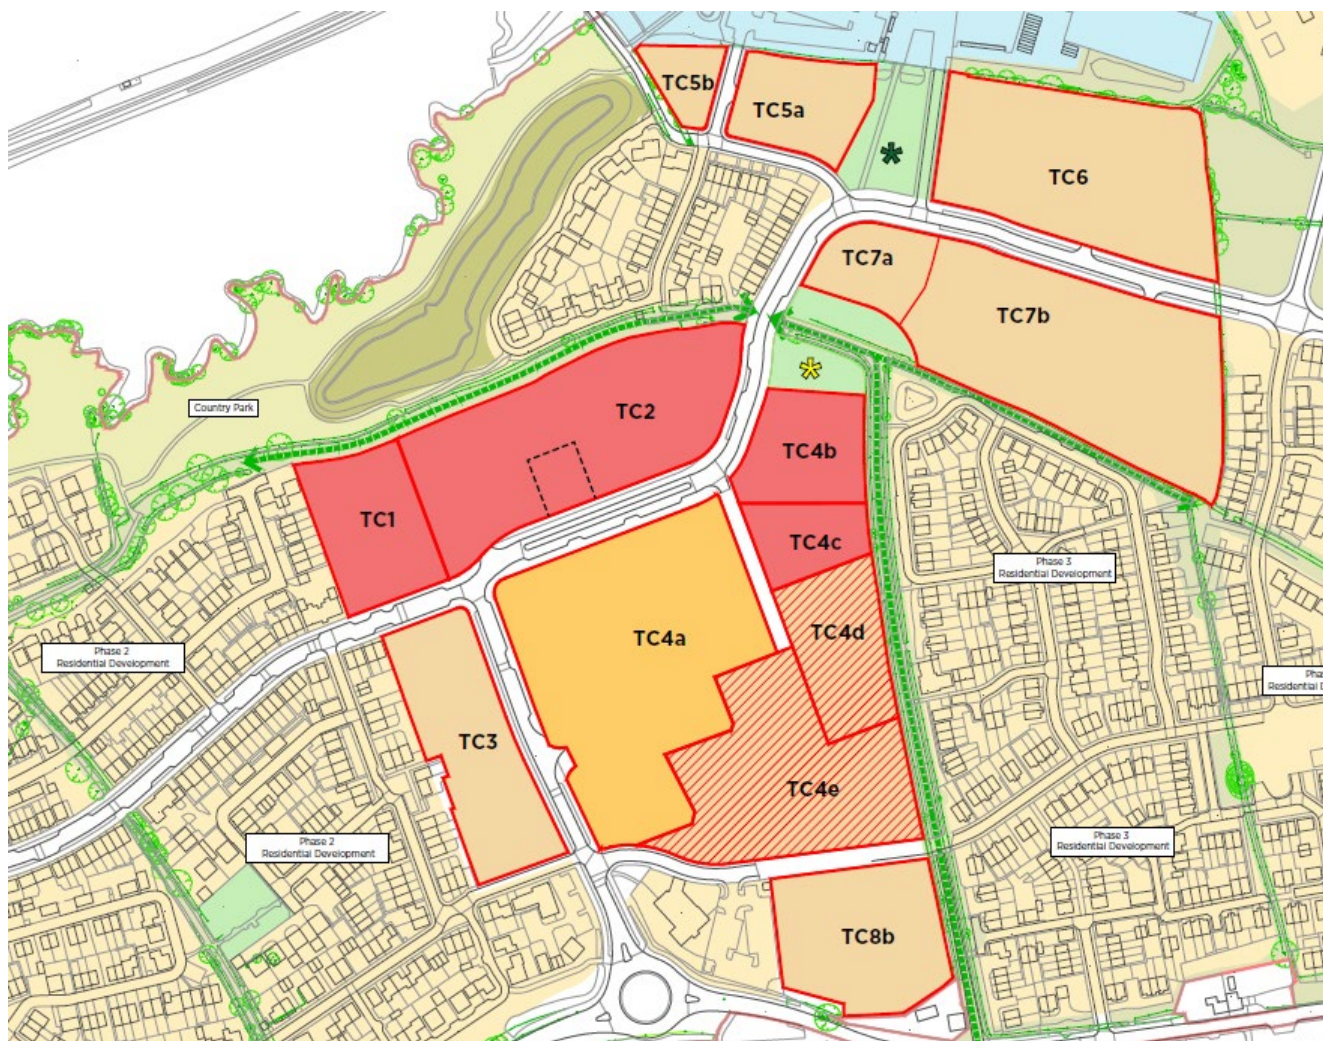 TC5b
TC5a
TC6
TC7a
TC7b
TC2
Country Park
TC4b
TC1
TC4c
Phase 3
Residential Development
TC4a
TC4d
Phase 2
Residential Development
Residential
TC3
TC4e
Phase 2
Residential Development
Phase 3
Residential Development
TC8b